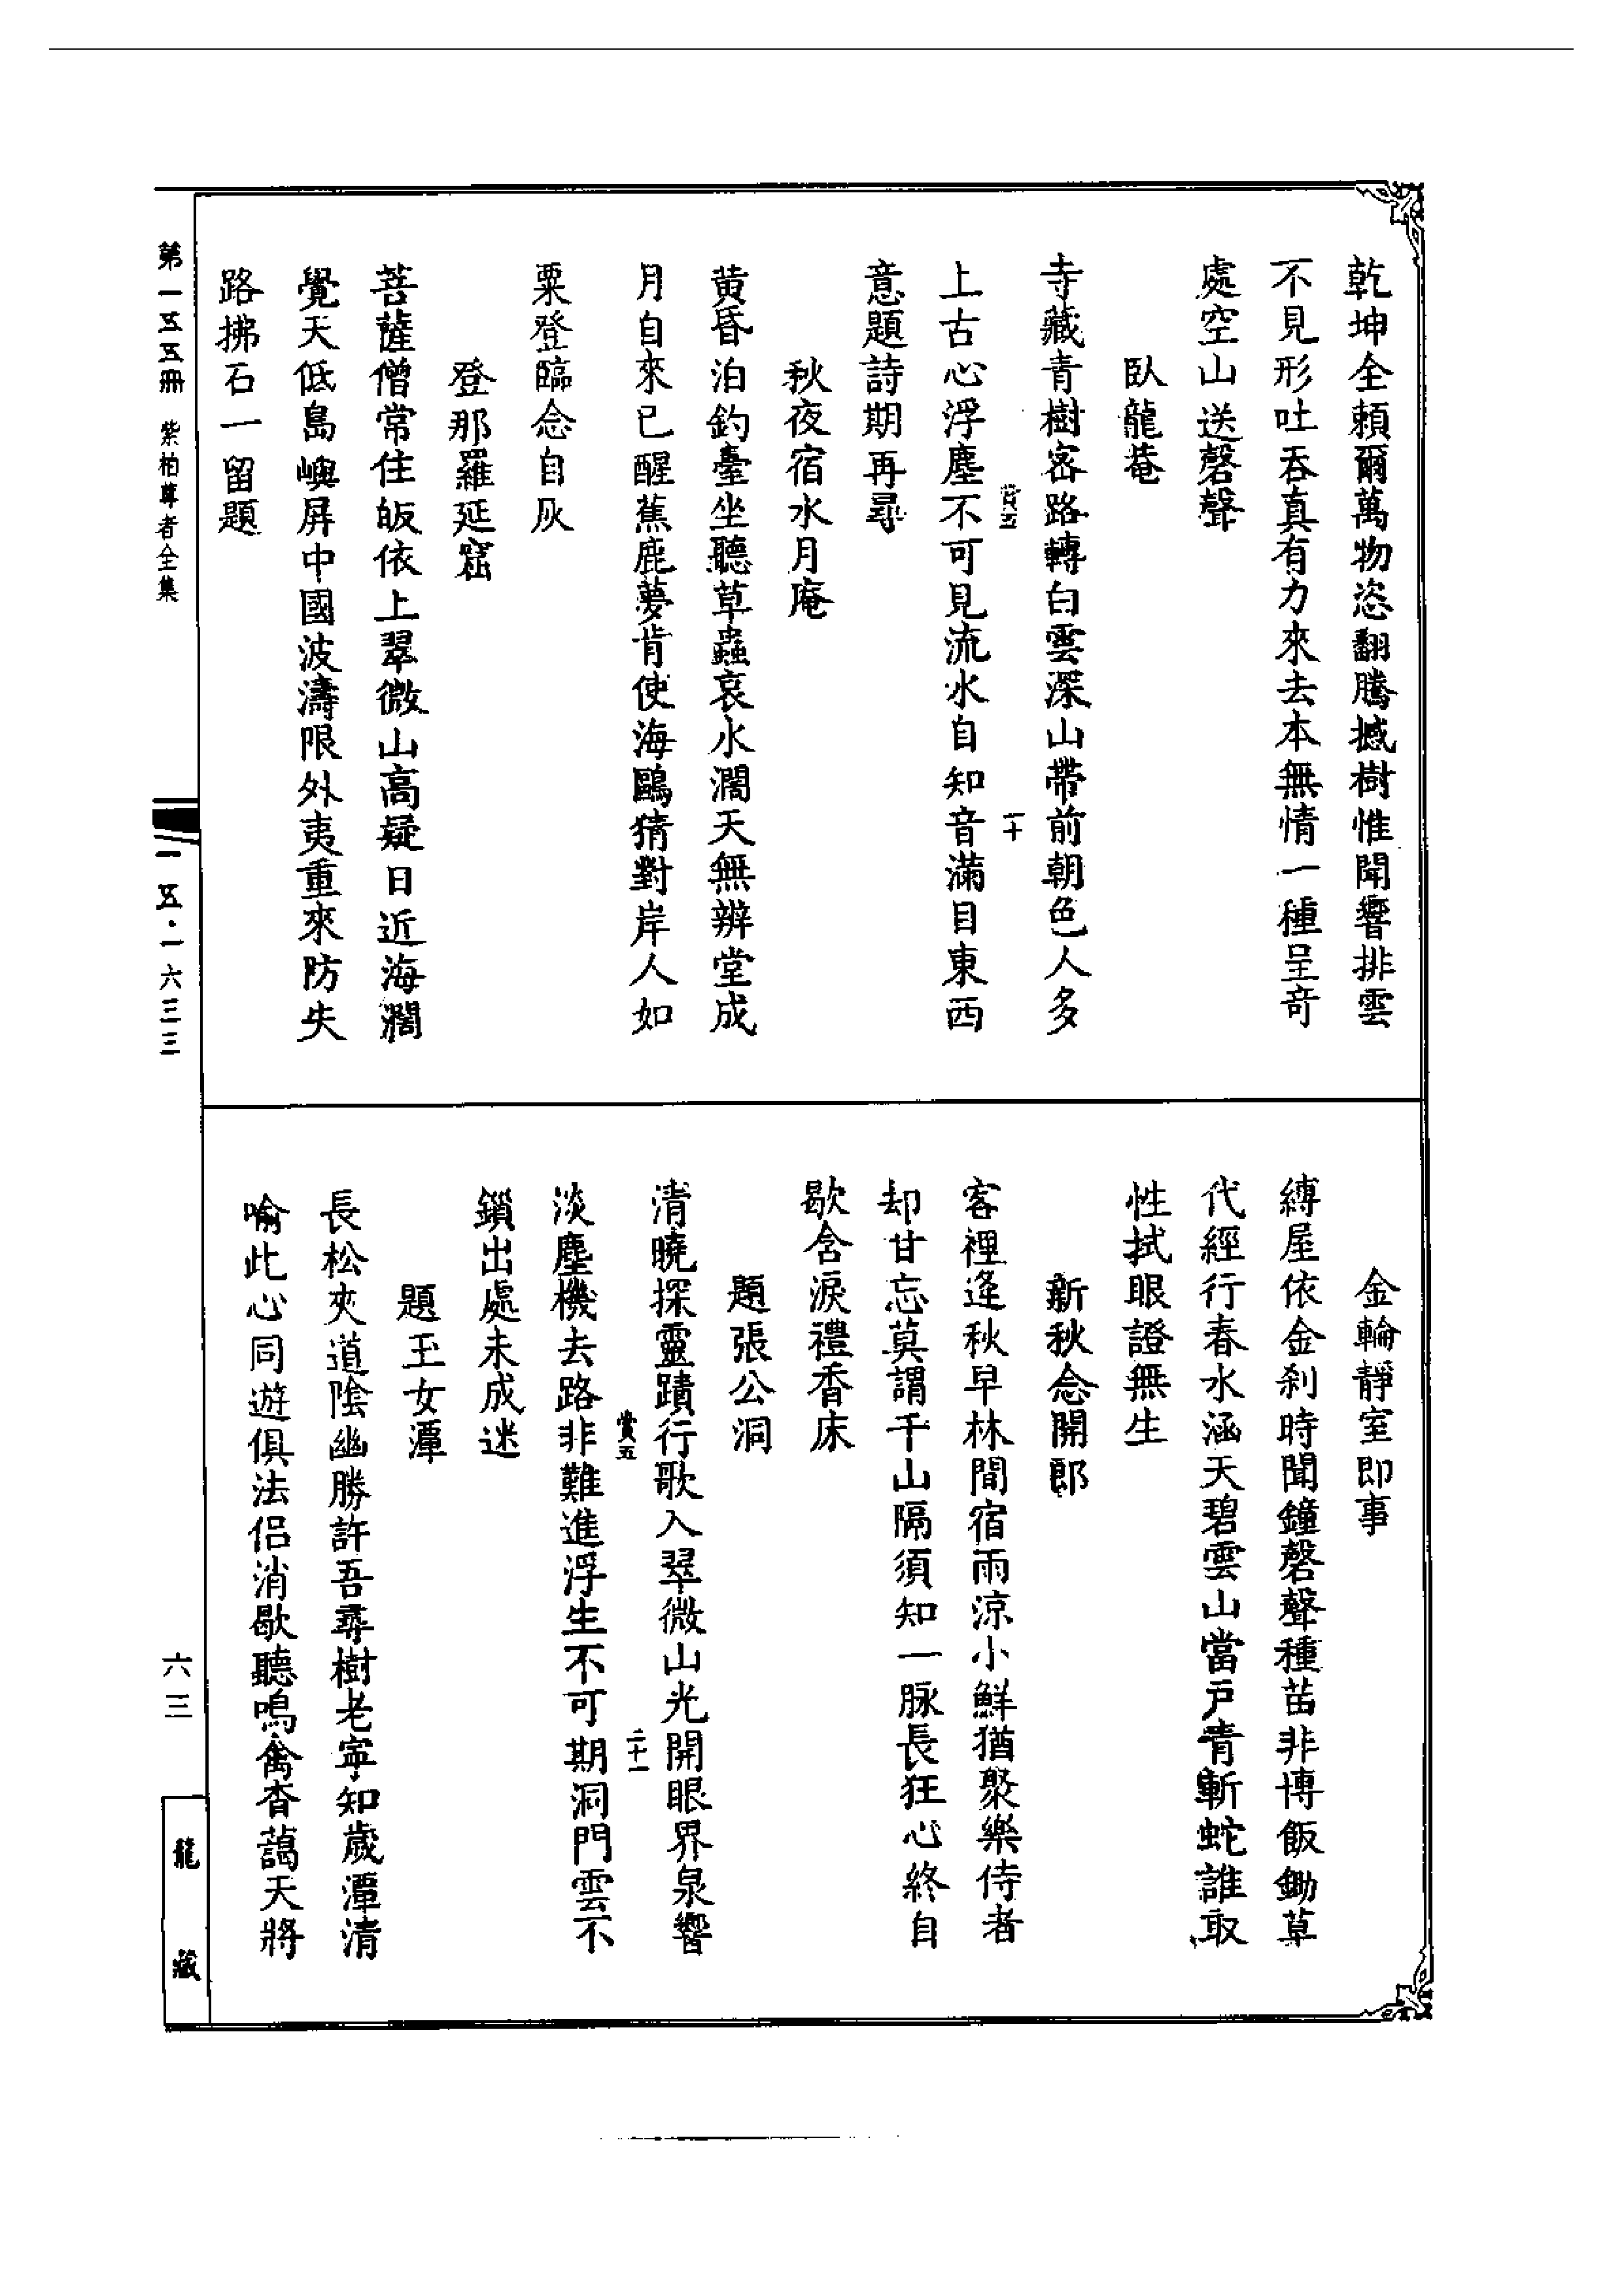 乾坤全賴爾萬物恣翻騰撼樹惟聞響排雲
不見形吐吞真有力來去本無情一種呈竒
處空山送磬聲
臥龍菴
寺藏青樹宻路轉白雲深山帶前朝色人多
賞五
二十
上古心浮塵不可見流水自知音滿目東西
意題詩期再尋
秋夜宿水月庵
黄昏泊釣臺坐聽草蟲哀水濶天無辨堂成
月自來已醒蕉鹿夢肯使海鷗猜對岸人如
粟登臨念自灰
登那羅延窟
菩薩僧常住皈依上翠微山高疑日近海濶
覺天低島嶼屏中國波濤限外夷重來防失
路拂石一留題
金輪靜室即事
縛屋依金剎時聞鐘磬聲種苗非博飯鋤草
代經行春水涵天碧雲山當戸青斬蛇誰取
性拭眼證無生
新秋念開郎
客裡逢秋早林間宿雨涼小鮮猶聚樂侍者
却甘忘莫謂千山隔須知一脉長狂心終自
歇含淚禮香床
題張公洞
清曉探靈蹟行歌入翠微山光開眼界泉響
賞五
二十一
淡塵機去路非難進浮生不可期洞門雲不
鎖出處未成迷
題玉女潭
長松夾道陰幽勝許吾尋樹老寧知歲潭清
喻此心同遊俱法侶消歇聽鳴禽杳藹天將
第一五五冊
紫柏尊者全集
一五·一六三三
六三
龍藏